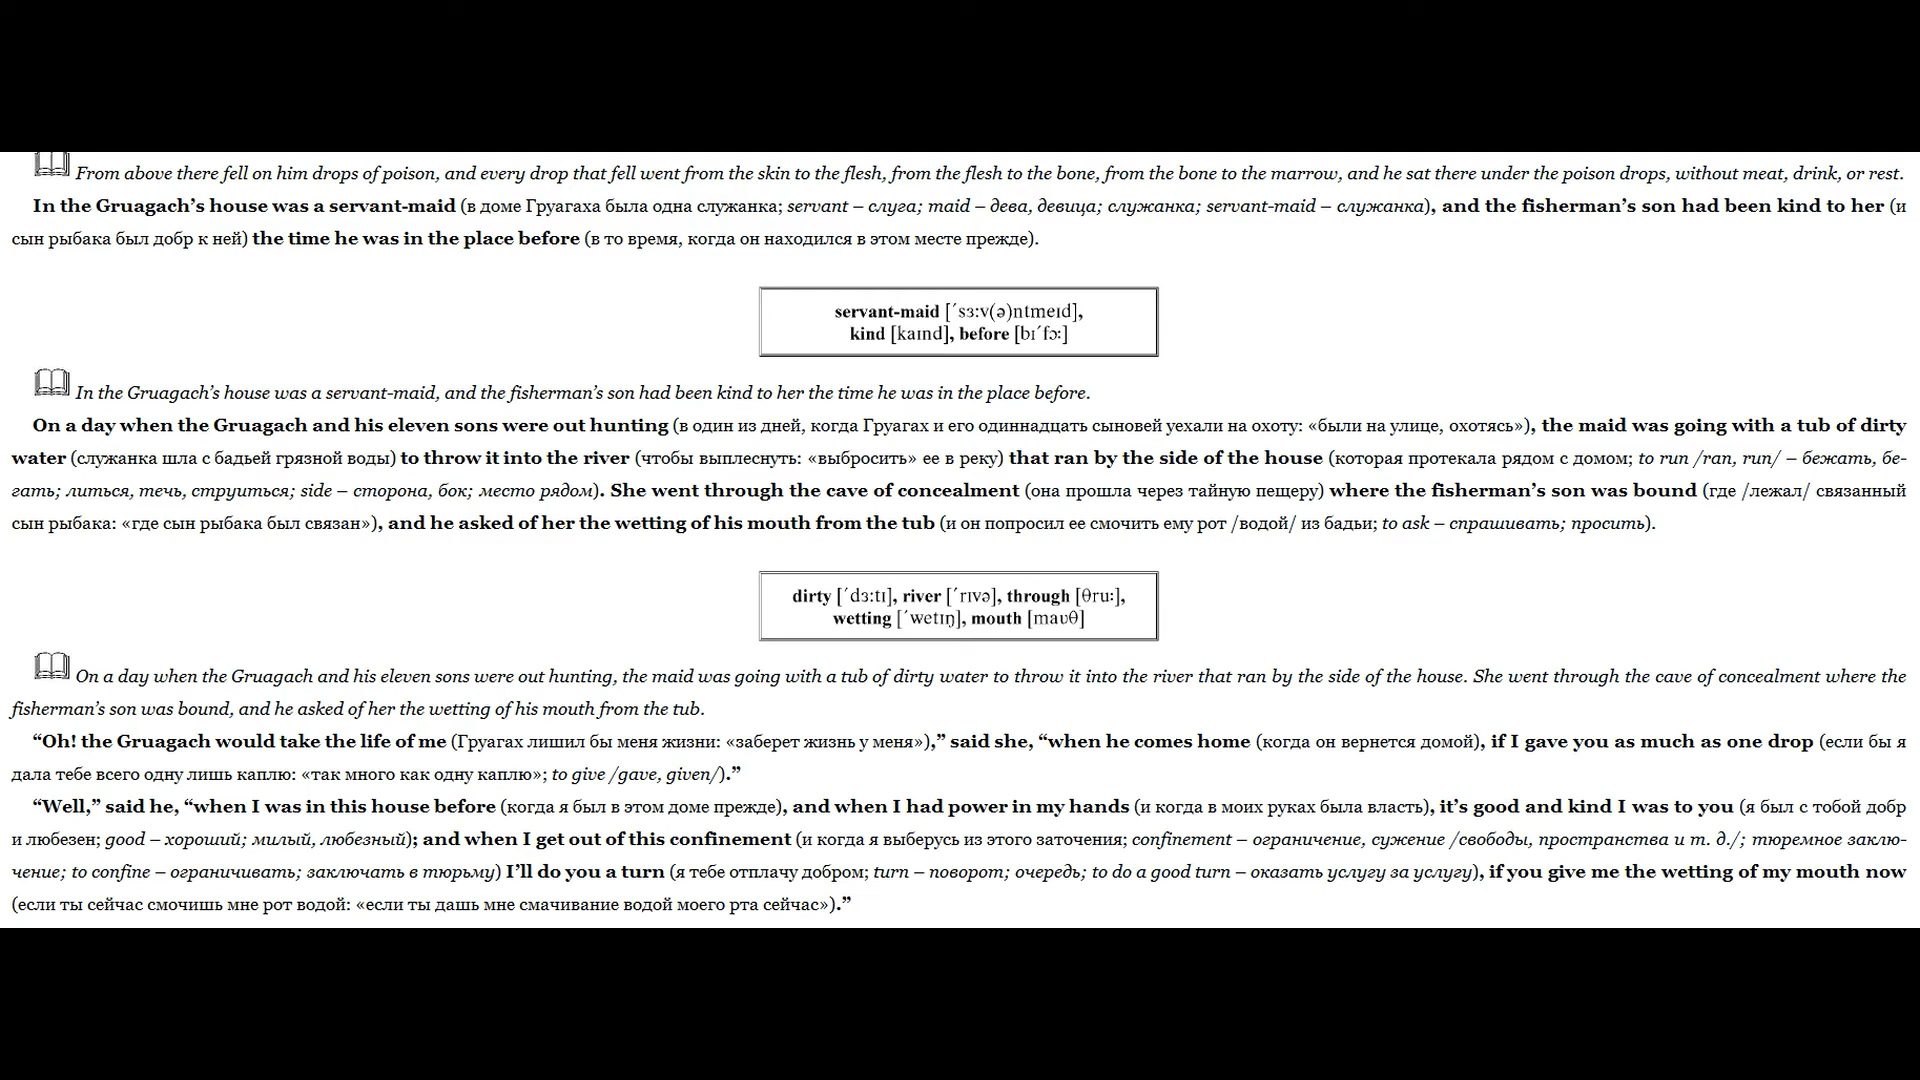 From above there fell on him drops of poison, and every drop that fell went from the skin to the flesh, from the flesh to the bone, from the bone to the marrow, and he sat there under the poison drops, without meat, drink, or rest.
In the Gruagach’s house was a servant-maid (в доме Груагаха была одна служанка; servant – слуга; maid – дева, девица; служанка; servant-maid – служанка), and the fisherman’s son had been kind to her (и
сын рыбака был добр к ней) the time he was in the place before (в то время, когда он находился в этом месте прежде).
servant-maid [´sɜːv(ə)ntmeɪd],
kind [kaɪnd], before [bɪ´fɔː]
In the Gruagach’s house was a servant-maid, and the fisherman’s son had been kind to her the time he was in the place before.
On a day when the Gruagach and his eleven sons were out hunting (в один из дней, когда Груагах и его одиннадцать сыновей уехали на охоту: «были на улице, охотясь»), the maid was going with a tub of dirty
water (служанка шла с бадьей грязной воды) to throw it into the river (чтобы выплеснуть: «выбросить» ее в реку) that ran by the side of the house (которая протекала рядом с домом; to run /ran, run/ – бежать, бе-
гать; литься, течь, струиться; side – сторона, бок; место рядом). She went through the cave of concealment (она прошла через тайную пещеру) where the fisherman’s son was bound (где /лежал/ связанный
сын рыбака: «где сын рыбака был связан»), and he asked of her the wetting of his mouth from the tub (и он попросил ее смочить ему рот /водой/ из бадьи; to ask – спрашивать; просить).
dirty [´dɜːtɪ], river [´rɪvə], through [θruː],
wetting [´wetɪŋ], mouth [maʋθ]
On a day when the Gruagach and his eleven sons were out hunting, the maid was going with a tub of dirty water to throw it into the river that ran by the side of the house. She went through the cave of concealment where the
fisherman’s son was bound, and he asked of her the wetting of his mouth from the tub.
“Oh! the Gruagach would take the life of me (Груагах лишил бы меня жизни: «заберет жизнь у меня»),” said she, “when he comes home (когда он вернется домой), if I gave you as much as one drop (если бы я
дала тебе всего одну лишь каплю: «так много как одну каплю»; to give /gave, given/).”
“Well,” said he, “when I was in this house before (когда я был в этом доме прежде), and when I had power in my hands (и когда в моих руках была власть), it’s good and kind I was to you (я был с тобой добр
и любезен; good – хороший; милый, любезный); and when I get out of this confinement (и когда я выберусь из этого заточения; confinement – ограничение, сужение /свободы, пространства и т. д./; тюремное заклю-
чение; to confine – ограничивать; заключать в тюрьму) I’ll do you a turn (я тебе отплачу добром; turn – поворот; очередь; to do a good turn – оказать услугу за услугу), if you give me the wetting of my mouth now
(если ты сейчас смочишь мне рот водой: «если ты дашь мне смачивание водой моего рта сейчас»).”